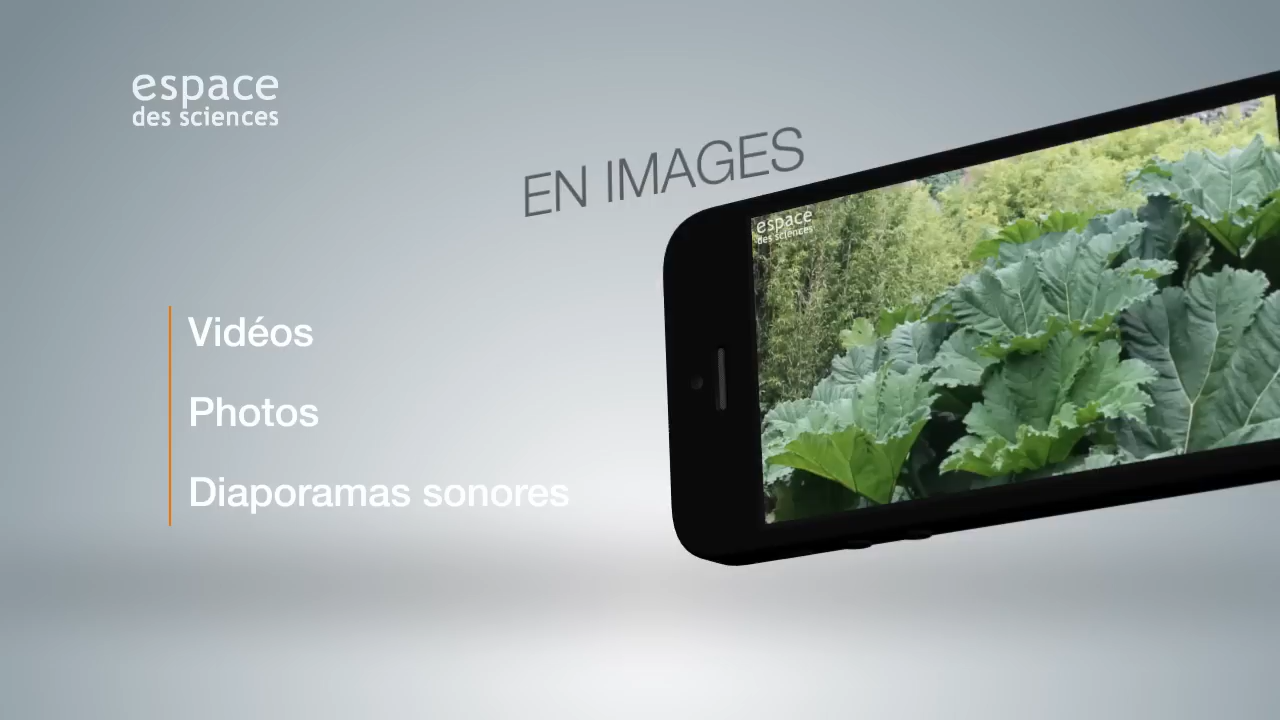 espace
des sciences
EN IMAGES
espace
des sciences
Vidéos
Photos
Diaporamas sonores